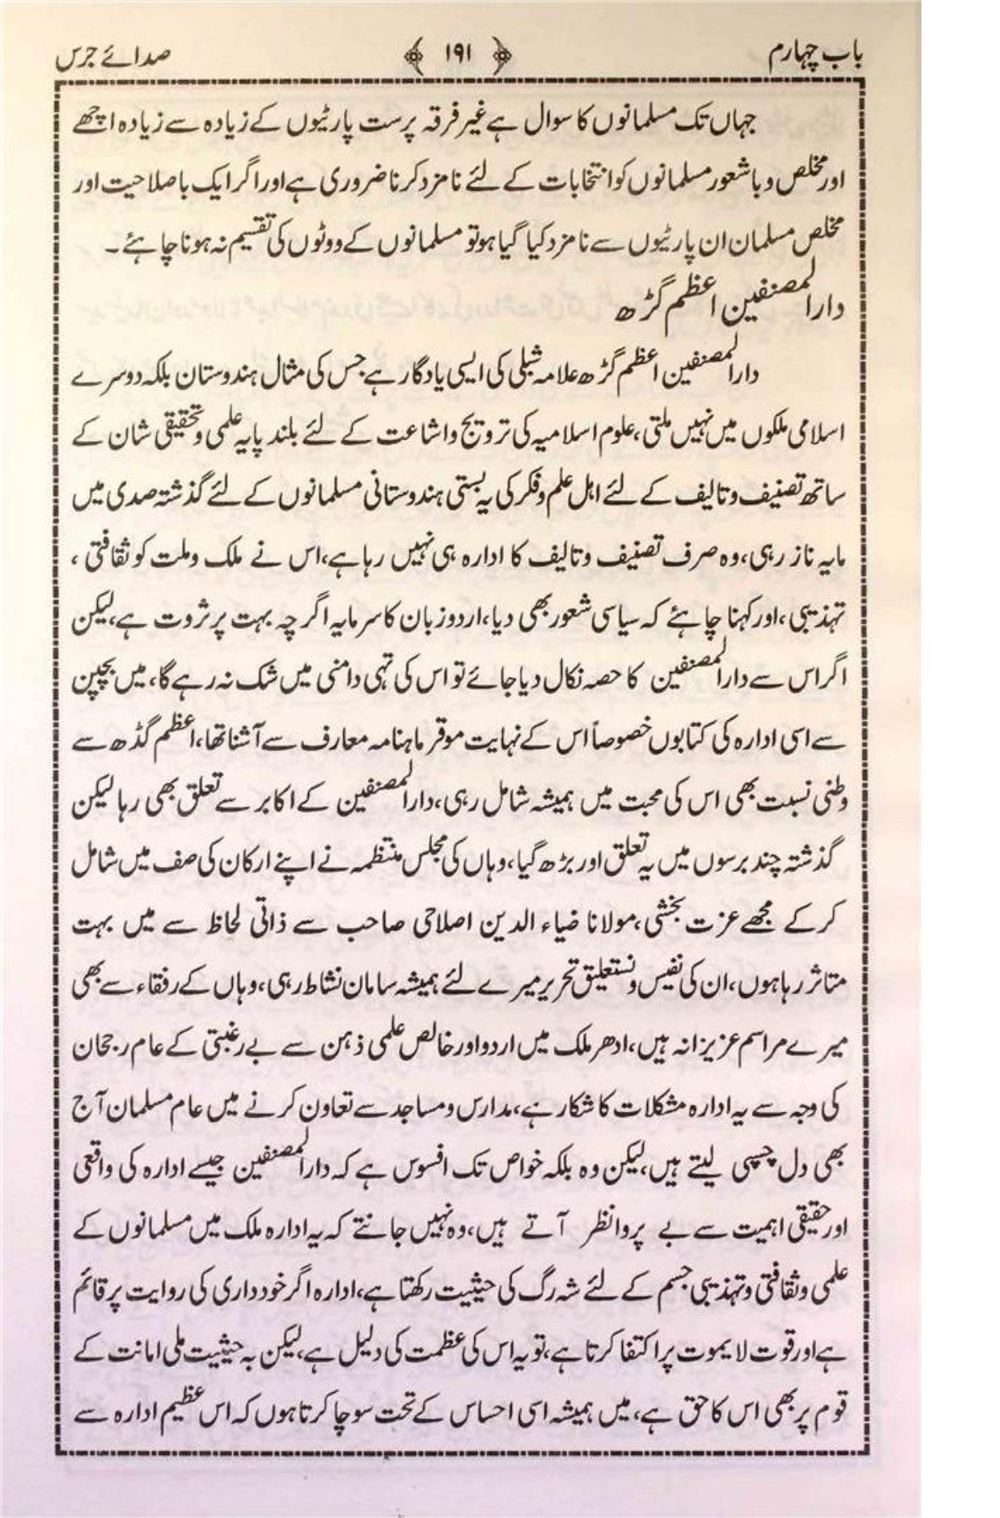 باب چہارم ﴿ ۱۹۱ ﴾ صدائے جرس
جہاں تک مسلمانوں کا سوال ہے غیر فرقہ پرست پارٹیوں کے زیادہ سے زیادہ اچھے
اور مخلص و باشعور مسلمانوں کو انتخابات کے لئے نامزد کرنا ضروری ہے اور اگر ایک باصلاحیت اور
مخلص مسلمان ان پارٹیوں سے نامزد کیا گیا ہو تو مسلمانوں کے ووٹوں کی تقسیم نہ ہونا چاہئے۔
دارالمصنفین اعظم گڑھ
دارالمصنفین اعظم گڑھ علامہ شبلی کی ایسی یادگار ہے جس کی مثال ہندوستان بلکہ دوسرے
اسلامی ملکوں میں نہیں ملتی، علوم اسلامیہ کی ترویج و اشاعت کے لئے بلند پایہ علمی و تحقیقی شان کے
ساتھ تصنیف و تالیف کے لئے اہل علم و فکر کی یہ بستی ہندوستانی مسلمانوں کے لئے گذشتہ صدی میں
مایہ ناز رہی، وہ صرف تصنیف و تالیف کا ادارہ ہی نہیں رہا ہے، اس نے ملک و ملت کو ثقافتی ،
تہذیبی، اور کہنا چاہئے کہ سیاسی شعور بھی دیا، اردو زبان کا سرمایہ اگر چہ بہت پر ثروت ہے، لیکن
اگر اس سے دارالمصنفین کا حصہ نکال دیا جائے تو اس کی تہی دامنی میں شک نہ رہے گا، میں بچپن
سے اسی ادارہ کی کتابوں خصوصاً اس کے نہایت موقر ماہنامہ معارف سے آشنا تھا، اعظم گڈھ سے
وطنی نسبت بھی اس کی محبت میں ہمیشہ شامل رہی، دارالمصنفین کے اکابر سے تعلق بھی رہا لیکن
گذشتہ چند برسوں میں یہ تعلق اور بڑھ گیا، وہاں کی مجلس منتظمہ نے اپنے ارکان کی صف میں شامل
کر کے مجھے عزت بخشی، مولانا ضیاء الدین اصلاحی صاحب سے ذاتی لحاظ سے میں بہت
متاثر رہا ہوں، ان کی نفیس و نستعلیق تحریر میرے لئے ہمیشہ سامان نشاط رہی، وہاں کے رفقاء سے بھی
میرے مراسم عزیزانہ ہیں، ادھر ملک میں اردو اور خالص علمی ذہن سے بے رغبتی کے عام رجحان
کی وجہ سے یہ ادارہ مشکلات کا شکار ہے، مدارس و مساجد سے تعاون کرنے میں عام مسلمان آج
بھی دل چسپی لیتے ہیں، لیکن وہ بلکہ خواص تک افسوس ہے کہ دارالمصنفین جیسے ادارہ کی واقعی
اور حقیقی اہمیت سے بے پروا نظر آتے ہیں، وہ نہیں جانتے کہ یہ ادارہ ملک میں مسلمانوں کے
علمی و ثقافتی و تہذیبی جسم کے لئے شہ رگ کی حیثیت رکھتا ہے، ادارہ اگر خودداری کی روایت پر قائم
ہے اور قوت لا یموت پر اکتفا کرتا ہے، تو یہ اس کی عظمت کی دلیل ہے، لیکن بہ حیثیت ملی امانت کے
قوم پر بھی اس کا حق ہے، میں ہمیشہ اسی احساس کے تحت سوچا کرتا ہوں کہ اس عظیم ادارہ سے